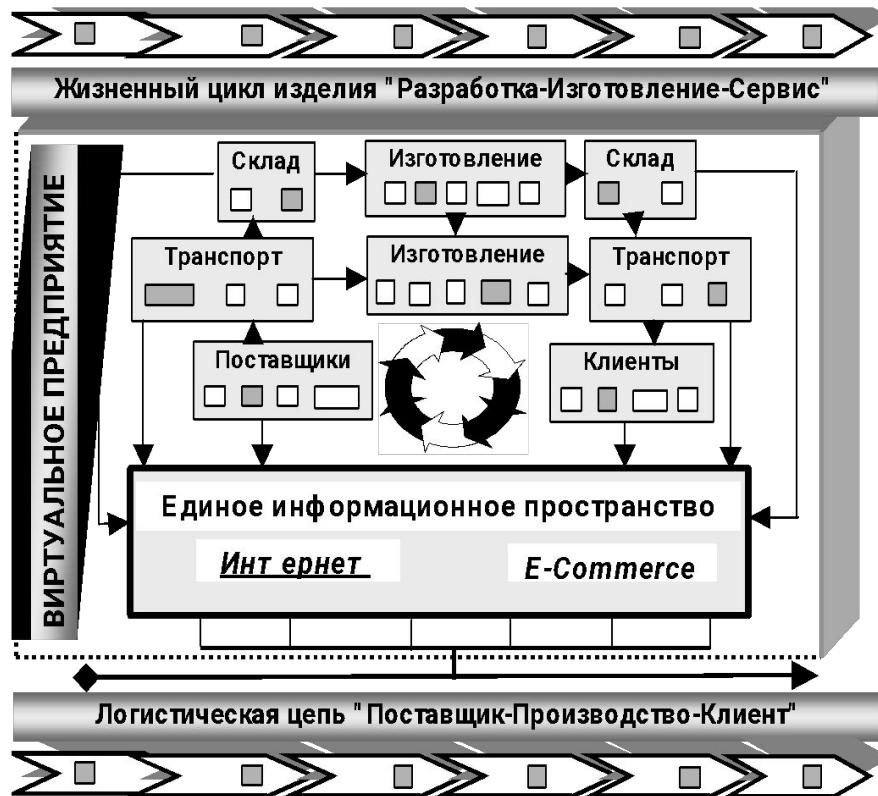 Жизненный цикл изделия "Разработка-Изготовление-Сервис"
ВИРТУАЛЬНОЕ ПРЕДПРИЯТИЕ
Склад
Изготовление
Склад
Транспорт
Изготовление
Транспорт
Поставщики
Клиенты
Единое информационное пространство
Инт ернет
E-Commerce
Логистическая цепь " Поставщик-Производство-Клиент"